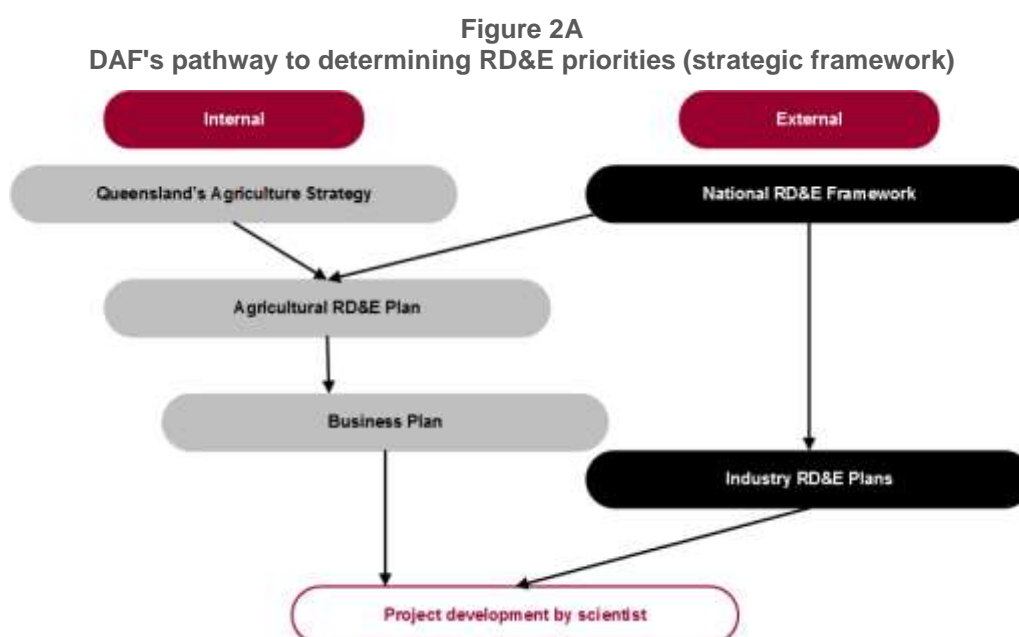 Figure 2A
DAF's pathway to determining RD&E priorities (strategic framework)
Internal
External
Queensland's Agriculture Strategy
National RD&E Framework
Agricultural RD&E Plan
Business Plan
Industry RD&E Plans
Project development by scientist